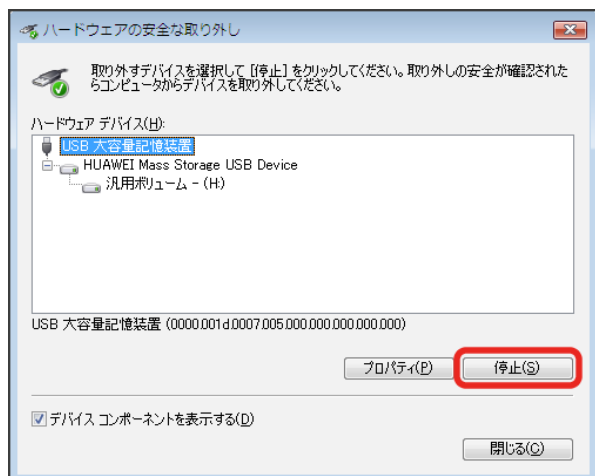 ハードウェアの安全な取り外し
取り外すデバイスを選択して [停止] をクリックしてください。取り外しの安全が確認された
らコンピュータからデバイスを取り外してください。
ハードウェア デバイス(H):
USB 大容量記憶装置
HUAWEI Mass Storage USB Device
汎用ボリューム - (H:)
USB 大容量記憶装置 (0000.001d.0007.005.000.000.000.000.000)
プロパティ(P)
停止(S)
デバイス コンポーネントを表示する(D)
閉じる(C)